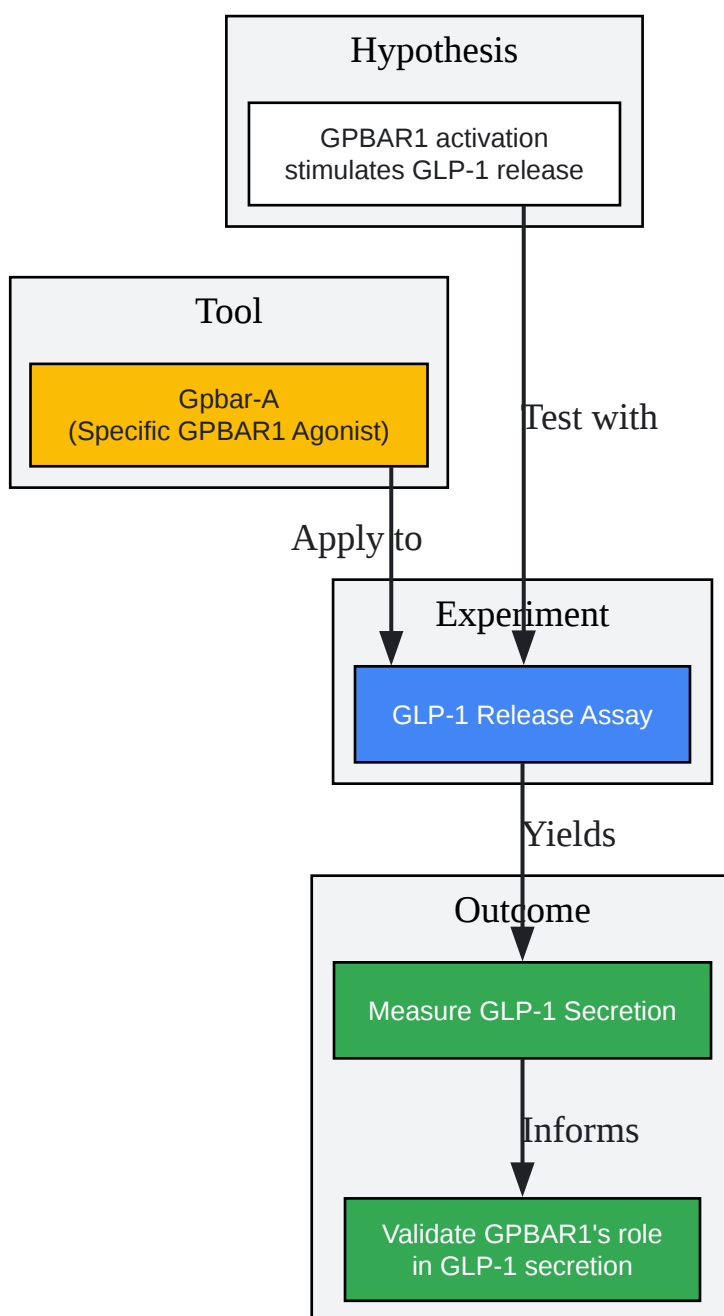 Hypothesis
GPBAR1 activation
stimulates GLP-1 release
Tool
Gpbar-A
(Specific GPBAR1 Agonist)
Test with
Apply to
Experiment
GLP-1 Release Assay
Yields
Outcome
Measure GLP-1 Secretion
Informs
Validate GPBAR1's role
in GLP-1 secretion